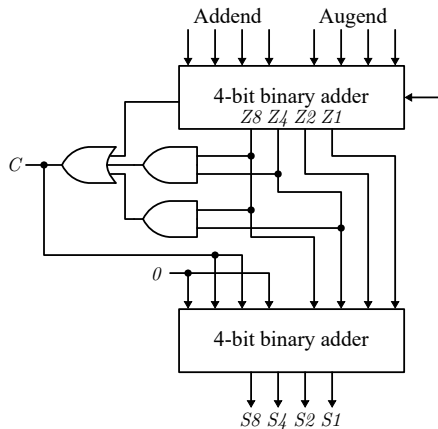 Addend Augend
4-bit binary adder
Z8 Z4 Z2 Z1
C
0
4-bit binary adder
S8 S4 S2 S1